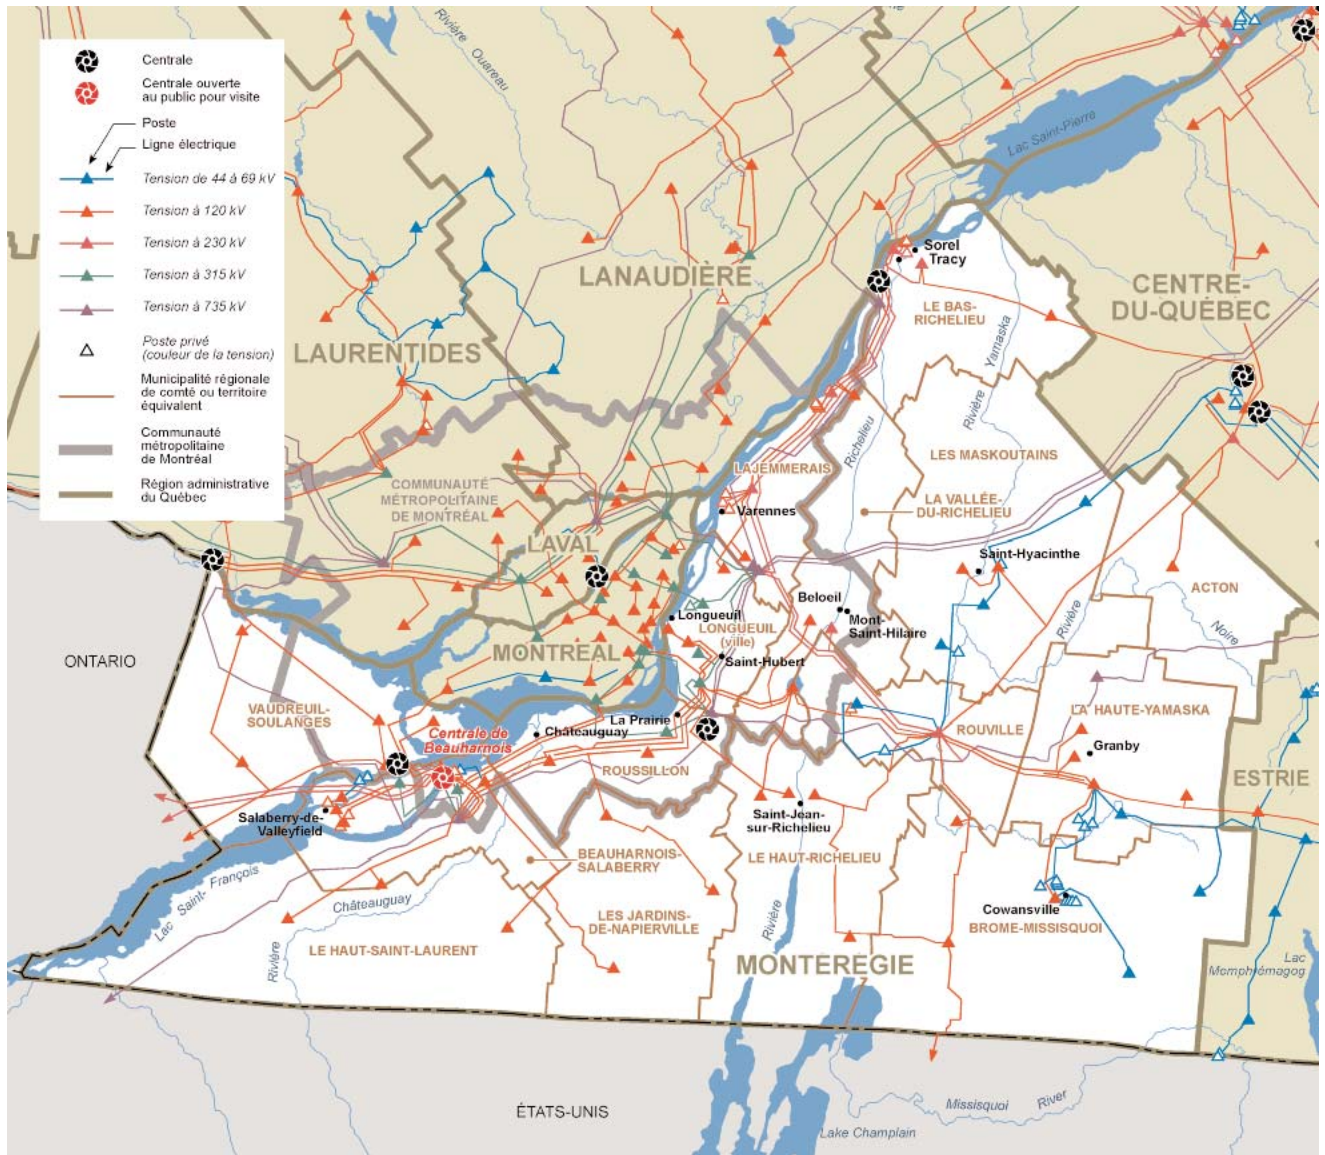 Centrale
Centrale ouverte
au public pour visite
Poste
Ligne électrique
Tension de 44 à 69 kV
Tension à 120 kV
Tension à 230 kV
Tension à 315 kV
Tension à 735 kV
Poste privé
(couleur de la tension)
Municipalité régionale
de comté ou territoire
équivalent
Communauté
métropolitaine
de Montréal
Région administrative
du Québec
Rivière
Ouareau
Lac Saint-Pierre
LANAUDIÈRE
LAURENTIDES
CENTRE-
DU-QUÉBEC
Sorel
Tracy
LE BAS-
RICHELIEU
Yamaska
Rivière
Richelieu
LES MASKOUTAINS
LAJEMMERAIS
LA VALLÉE-
DU-RICHELIEU
COMMUNAUTÉ
MÉTROPOLITAINE
DE MONTRÉAL
Varennes
LAVAL
Saint-Hyacinthe
ACTON
Rivière
Noire
Beloeil
Mont-
Saint-Hilaire
Longueuil
LONGUEUIL
(ville)
Saint-Hubert
MONTRÉAL
ONTARIO
VAUDREUIL-
SOULANGES
Centrale de
Beauharnois
La Prairie
Châteauguay
ROUSSILLON
ROUVILLE
LA HAUTE-YAMASKA
Granby
ESTRIE
Salaberry-de-
Valleyfield
Saint-Jean-
sur-Richelieu
LE HAUT-RICHELIEU
BEAUHARNOIS-
SALABERRY
Lac Saint-François
Châteauguay
Rivière
LES JARDINS-
DE-NAPIERVILLE
LE HAUT-SAINT-LAURENT
Rivière
Cowansville
BROME-MISSISQUOI
MONTÉRÉGIE
Lac
Memphrémagog
ÉTATS-UNIS
Missisquoi
River
Lake Champlain